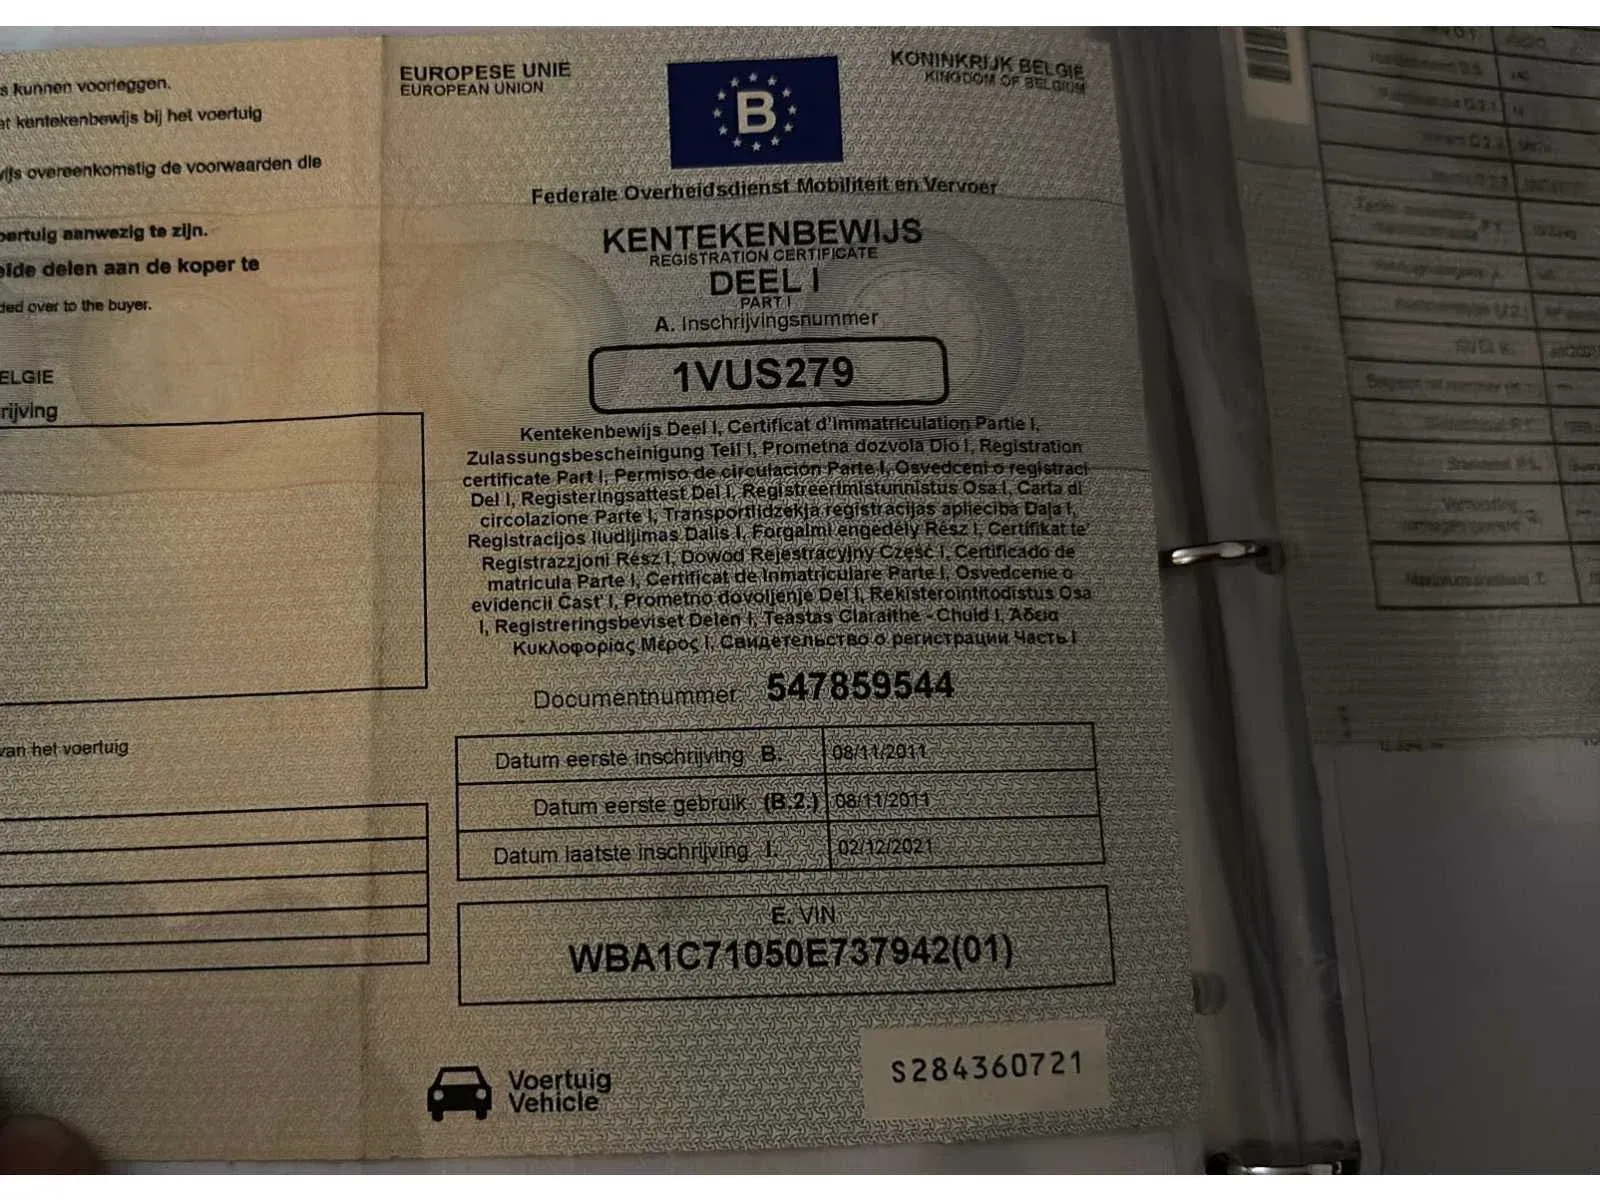 s kunnen voorleggen.
et kentekenbewijs bij het voertuig
wijs overeenkomstig de voorwaarden die
oertuig aanwezig te zijn.
eide delen aan de koper te
ded over to the buyer.
ELGIE
rijving
van het voertuig
EUROPESE UNIE
EUROPEAN UNION
B
KONINKRIJK BELGIE
KINGDOM OF BELGIUM
Federale Overheidsdienst Mobiliteit en Vervoer
KENTEKENBEWIJS
REGISTRATION CERTIFICATE
DEEL I
PART I
A. Inschrijvingsnummer
1VUS279
Kentekenbewijs Deel I, Certificat d'Immatriculation Partie I,
Zulassungsbescheinigung Teil I, Prometna dozvola Dio I, Registration
certificate Part I, Permiso de circulación Parte I, Osvedceni o registraci
Del I, Registeringsattest Del I, Registreerimistunnistus Osa I, Carta di
circolazione Parte I, Transportlidzekja registracijas aplieciba Daļa I,
Registracijos liudijimas Dalis I, Forgalmi engedély Rész I, Certifikat te'
Registrazzjoni Rész I, Dowód Rejestracyjny Część I, Certificado de
matricula Parte I, Certificat de Inmatriculare Parte I, Osvedcenie o
evidencii Čast' I, Prometno dovoljenje Del I, Rekisteröintitodistus Osa
I, Registreringsbeviset Delen I, Teastas Claraithe - Chuid I, Άδεια
Κυκλοφορίας Μέρος I, Свидетельство о регистрации Часть I
Documentnummer 547859544
Datum eerste inschrijving B. 08/11/2011
Datum eerste gebruik (B.2.) 08/11/2011
Datum laatste inschrijving I. 02/12/2021
E. VIN
WBA1C71050E737942(01)
Voertuig
Vehicle
S284360721